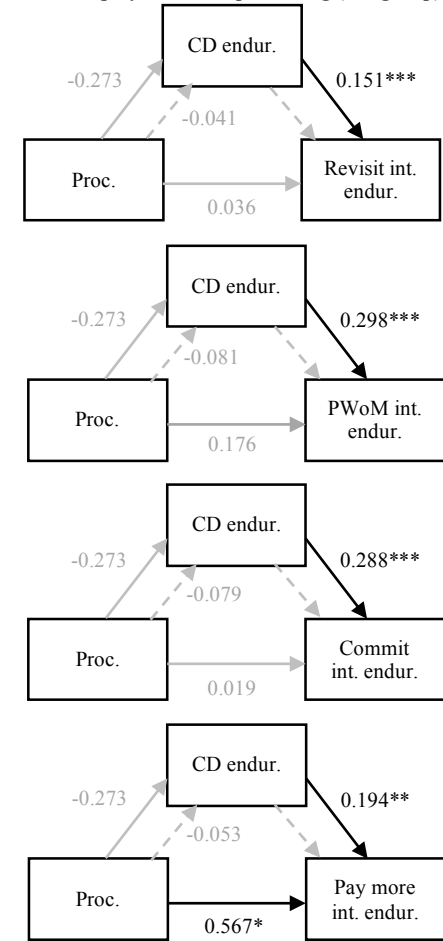 CD endur.
-0.273
0.151***
-0.041
Proc.
Revisit int.
endur.
0.036
CD endur.
-0.273
0.298***
-0.081
Proc.
PWoM int.
endur.
0.176
CD endur.
-0.273
0.288***
-0.079
Proc.
Commit
int. endur.
0.019
CD endur.
-0.273
0.194**
-0.053
Proc.
Pay more
int. endur.
0.567*